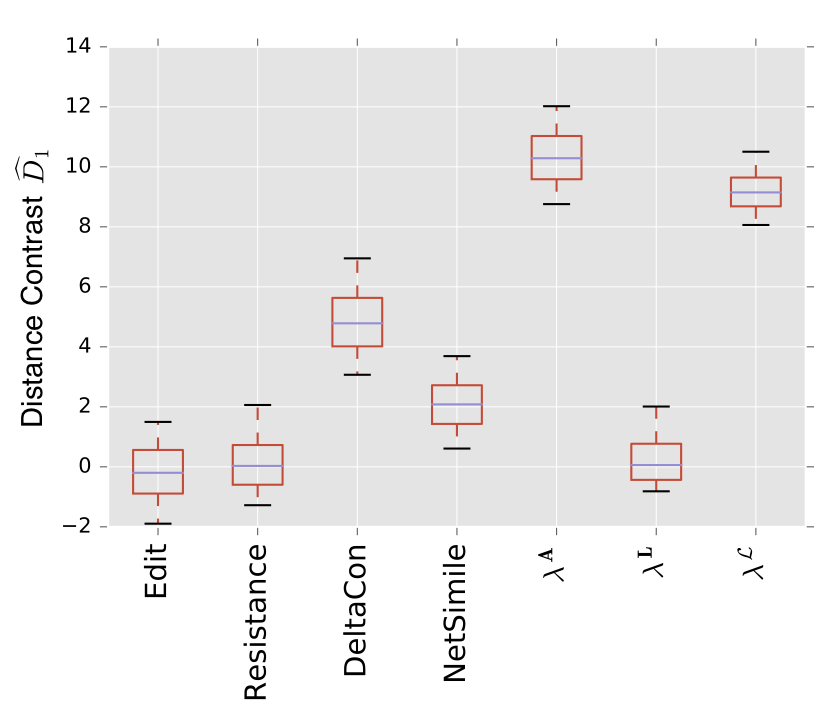 14
12
10
8
6
4
2
0
−2
Distance Contrast D̂₁
Edit
Resistance
DeltaCon
NetSimile
λ^A
λ^L
λ^ℒ